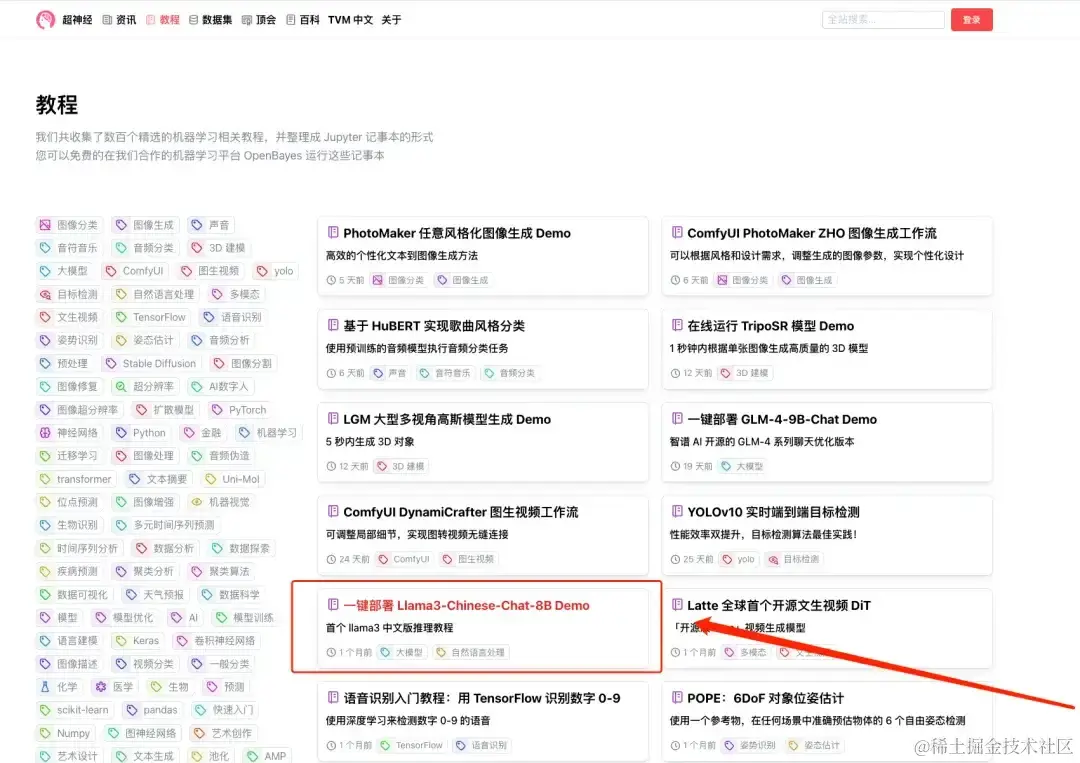 超神经 资讯 教程 数据集 顶会 百科 TVM 中文 关于 全站搜索... 登录
教程
我们共收集了数百个精选的机器学习相关教程，并整理成 Jupyter 记事本的形式
您可以免费的在我们合作的机器学习平台 OpenBayes 运行这些记事本
图像分类 图像生成 声音
音符音乐 音频分类 3D 建模
大模型 ComfyUI 图生视频 yolo
目标检测 自然语言处理 多模态
文生视频 TensorFlow 语音识别
姿势识别 姿态估计 音频分析
预处理 Stable Diffusion 图像分割
图像修复 超分辨率 AI数字人
图像超分辨率 扩散模型 PyTorch
神经网络 Python 金融 机器学习
迁移学习 图像处理 音频伪造
transformer 文本摘要 Uni-Mol
位点预测 图像增强 机器视觉
生物识别 多元时间序列预测
时间序列分析 数据分析 数据探索
疾病预测 聚类分析 聚类算法
数据可视化 天气预报 数据科学
模型 模型优化 AI 模型训练
语言建模 Keras 卷积神经网络
图像描述 视频分类 一般分类
化学 医学 生物 预测
scikit-learn pandas 快速入门
Numpy 图神经网络 艺术创作
艺术设计 文本生成 池化 AMP
PhotoMaker 任意风格化图像生成 Demo
高效的个性化文本到图像生成方法
5 天前 图像分类 图像生成
ComfyUI PhotoMaker ZHO 图像生成工作流
可以根据风格和设计需求，调整生成的图像参数，实现个性化设计
6 天前 图像分类 图像生成
基于 HuBERT 实现歌曲风格分类
使用预训练的音频模型执行音频分类任务
6 天前 声音 音符音乐 音频分类
在线运行 TripoSR 模型 Demo
1 秒钟内根据单张图像生成高质量的 3D 模型
12 天前 3D 建模
LGM 大型多视角高斯模型生成 Demo
5 秒内生成 3D 对象
12 天前 3D 建模
一键部署 GLM-4-9B-Chat Demo
智谱 AI 开源的 GLM-4 系列聊天优化版本
19 天前 大模型
ComfyUI DynamiCrafter 图生视频工作流
可调整局部细节，实现图转视频无缝连接
24 天前 ComfyUI 图生视频
YOLOv10 实时端到端目标检测
性能效率双提升，目标检测算法最佳实践！
25 天前 yolo 目标检测
一键部署 Llama3-Chinese-Chat-8B Demo
首个 llama3 中文版推理教程
1 个月前 大模型 自然语言处理
Latte 全球首个开源文生视频 DiT
「开源 视频生成模型
1 个月前 多模态
语音识别入门教程：用 TensorFlow 识别数字 0-9
使用深度学习来检测数字 0-9 的语音
1 个月前 TensorFlow 语音识别
POPE：6DoF 对象位姿估计
使用一个参考物，在任何场景中准确预估物体的 6 个自由姿态检测
1 个月前 姿势识别 姿态估计
@稀土掘金技术社区